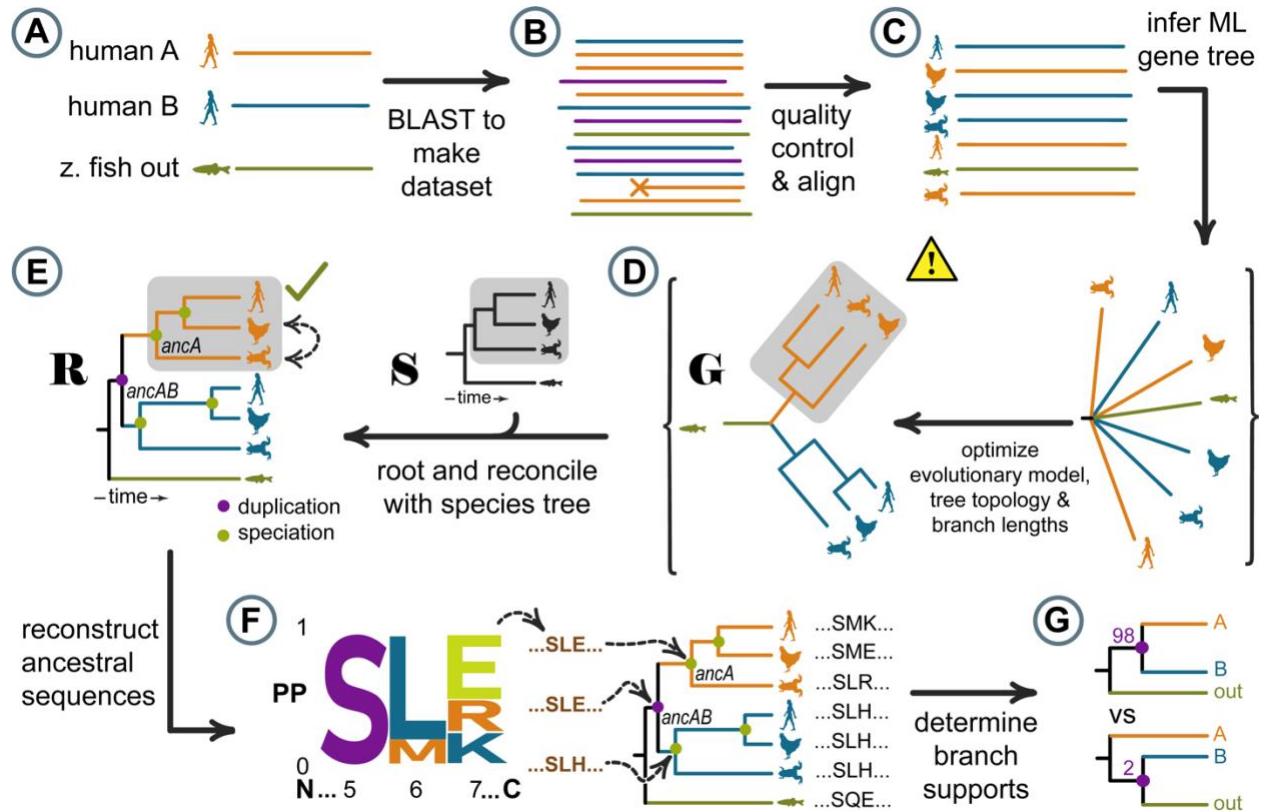 A
human A
human B
z. fish out
BLAST to
make
dataset
B
quality
control
& align
C
infer ML
gene tree
D
!
G
optimize
evolutionary model,
tree topology &
branch lengths
S
–time→
root and reconcile
with species tree
E
R
ancA
ancAB
–time→
duplication
speciation
reconstruct
ancestral
sequences
F
1
PP
0
S L E
M R
K
N ... 5 6 7... C
...SLE...
...SLE...
...SLH...
ancA
ancAB
...SMK...
...SME...
...SLR...
...SLH...
...SLH...
...SLH...
...SQE...
determine
branch
supports
G
98
A
B
out
vs
2
A
B
out